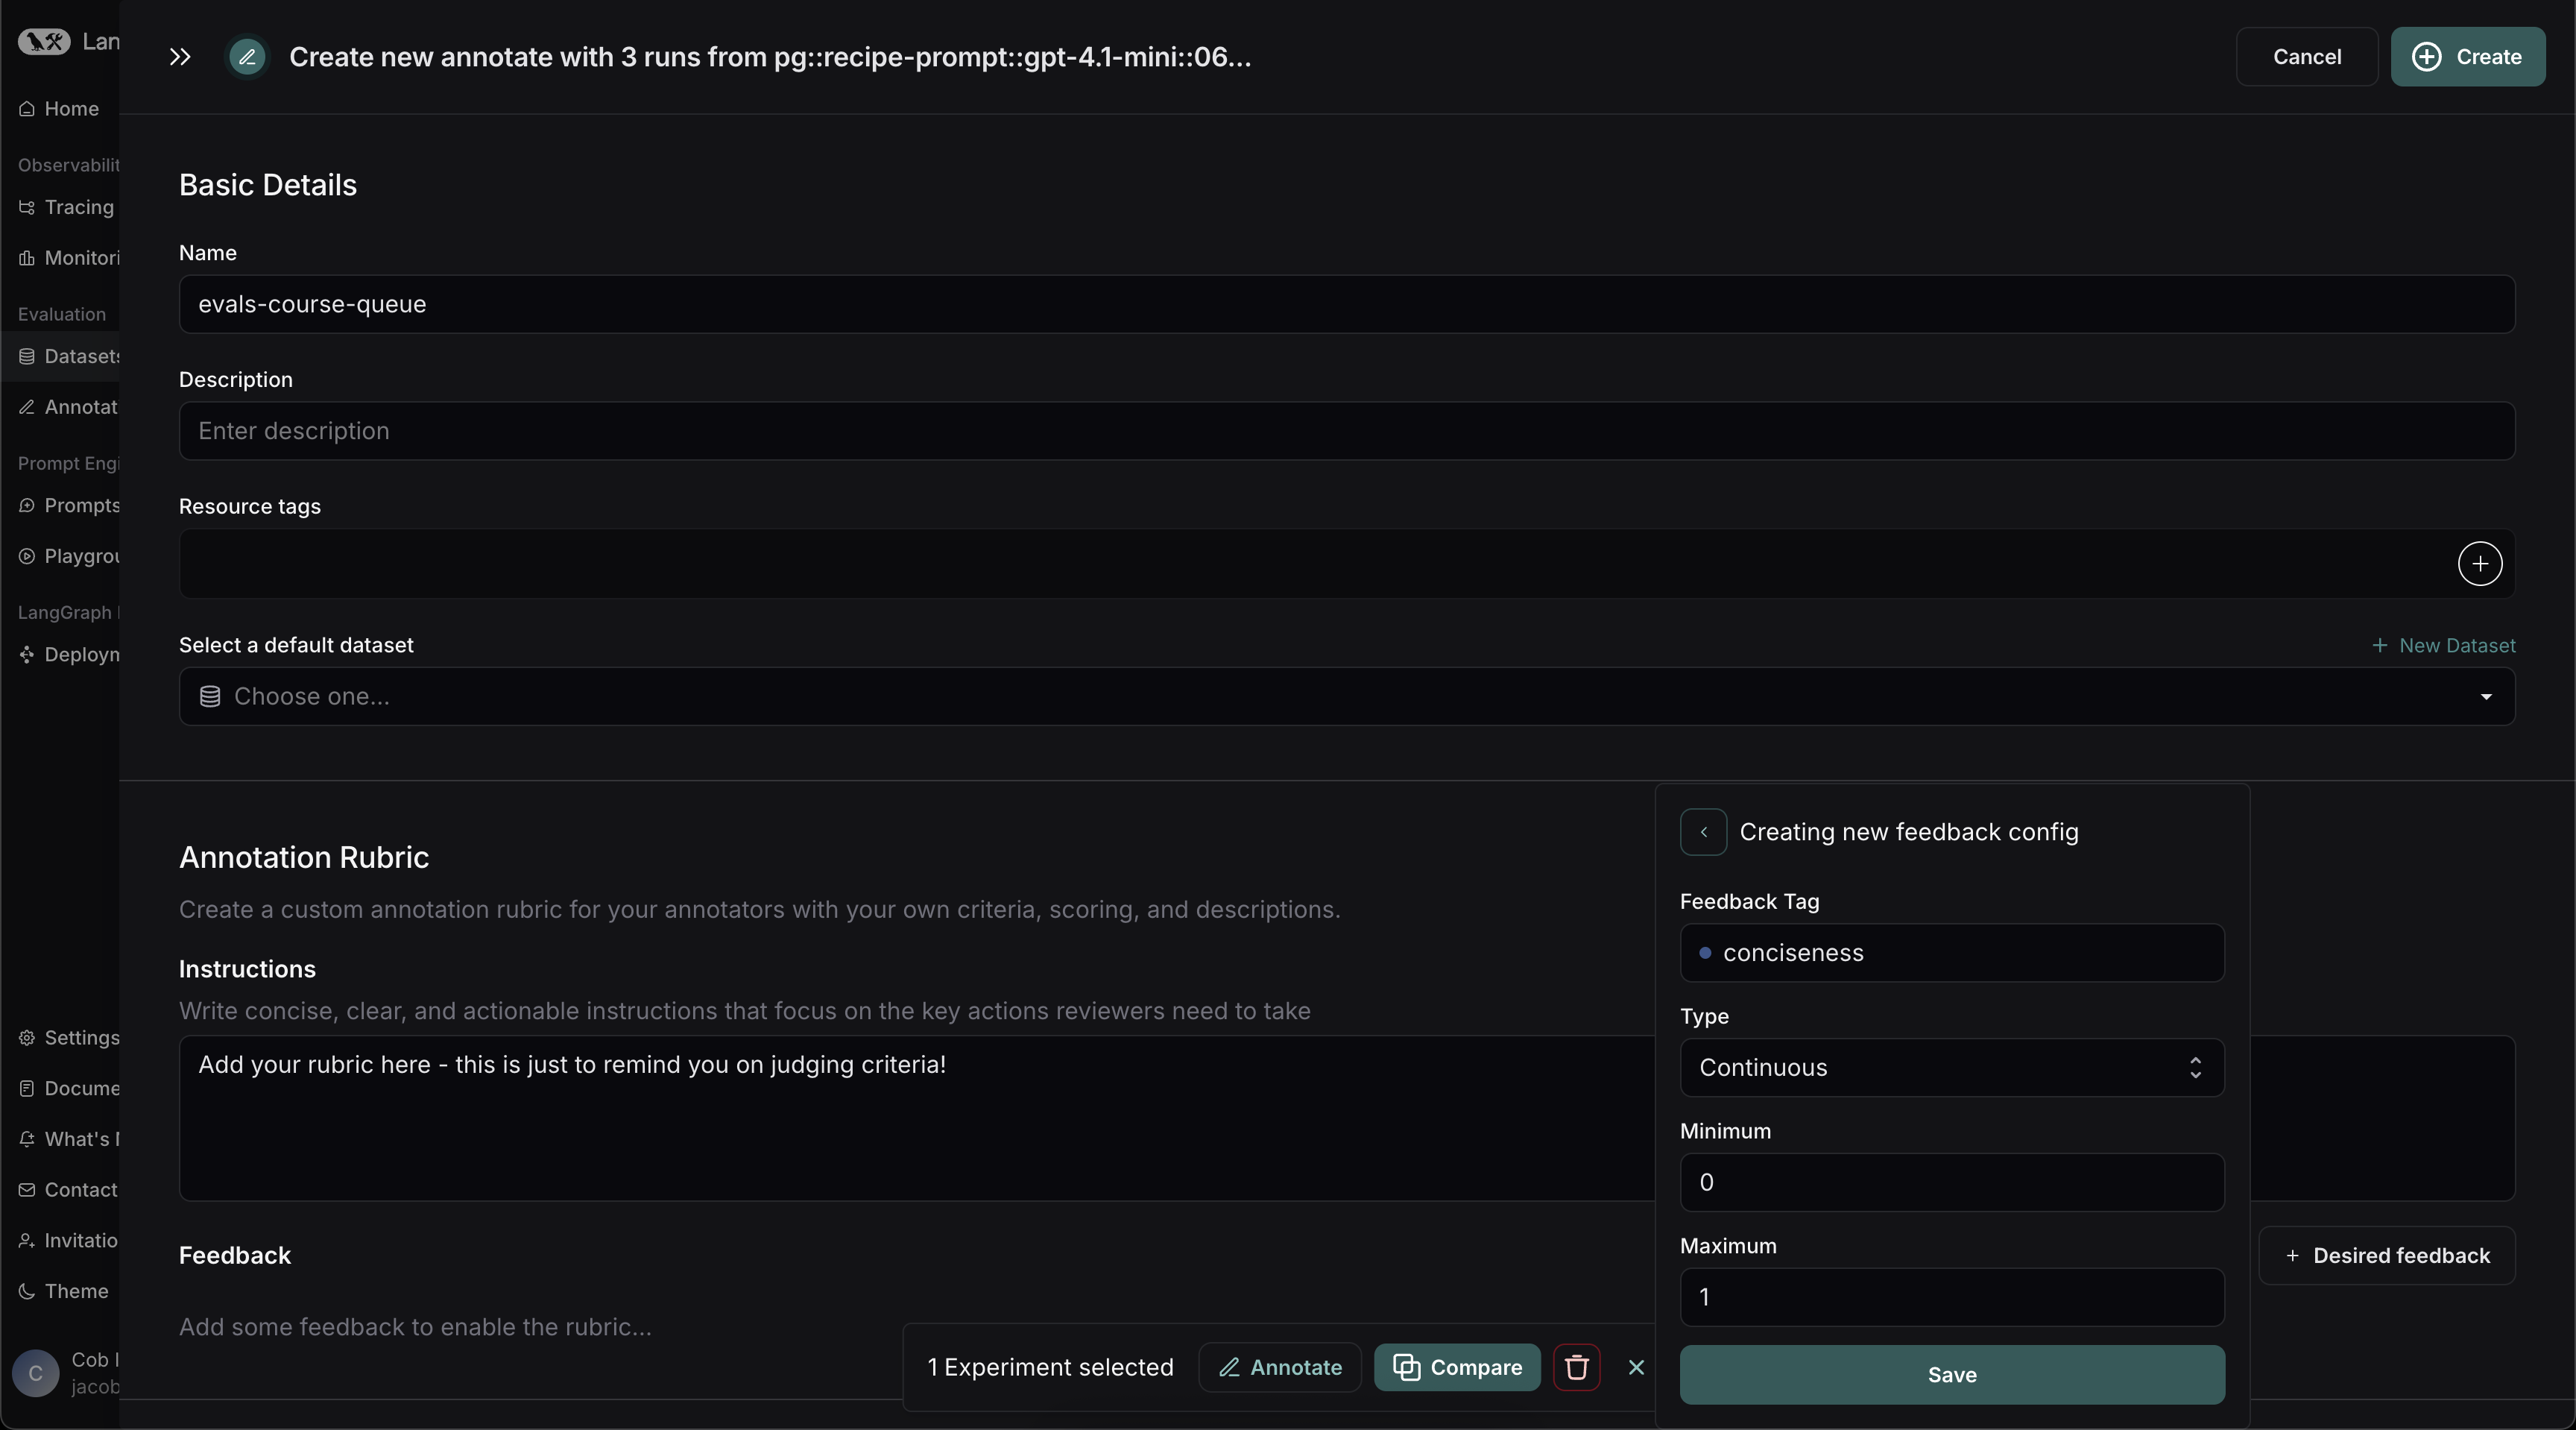 Lan
Home
Observabilit
Tracing
Monitori
Evaluation
Datasets
Annotat
Prompt Engi
Prompts
Playgrou
LangGraph
Deploym
Settings
Docume
What's
Contact
Invitatio
Theme
C
Cob
jacob
Create new annotate with 3 runs from pg::recipe-prompt::gpt-4.1-mini::06...
Cancel
Create
Basic Details
Name
evals-course-queue
Description
Enter description
Resource tags
Select a default dataset
+ New Dataset
Choose one...
Annotation Rubric
Create a custom annotation rubric for your annotators with your own criteria, scoring, and descriptions.
Instructions
Write concise, clear, and actionable instructions that focus on the key actions reviewers need to take
Add your rubric here - this is just to remind you on judging criteria!
Feedback
+ Desired feedback
Add some feedback to enable the rubric...
1 Experiment selected
Annotate
Compare
Creating new feedback config
Feedback Tag
conciseness
Type
Continuous
Minimum
0
Maximum
1
Save